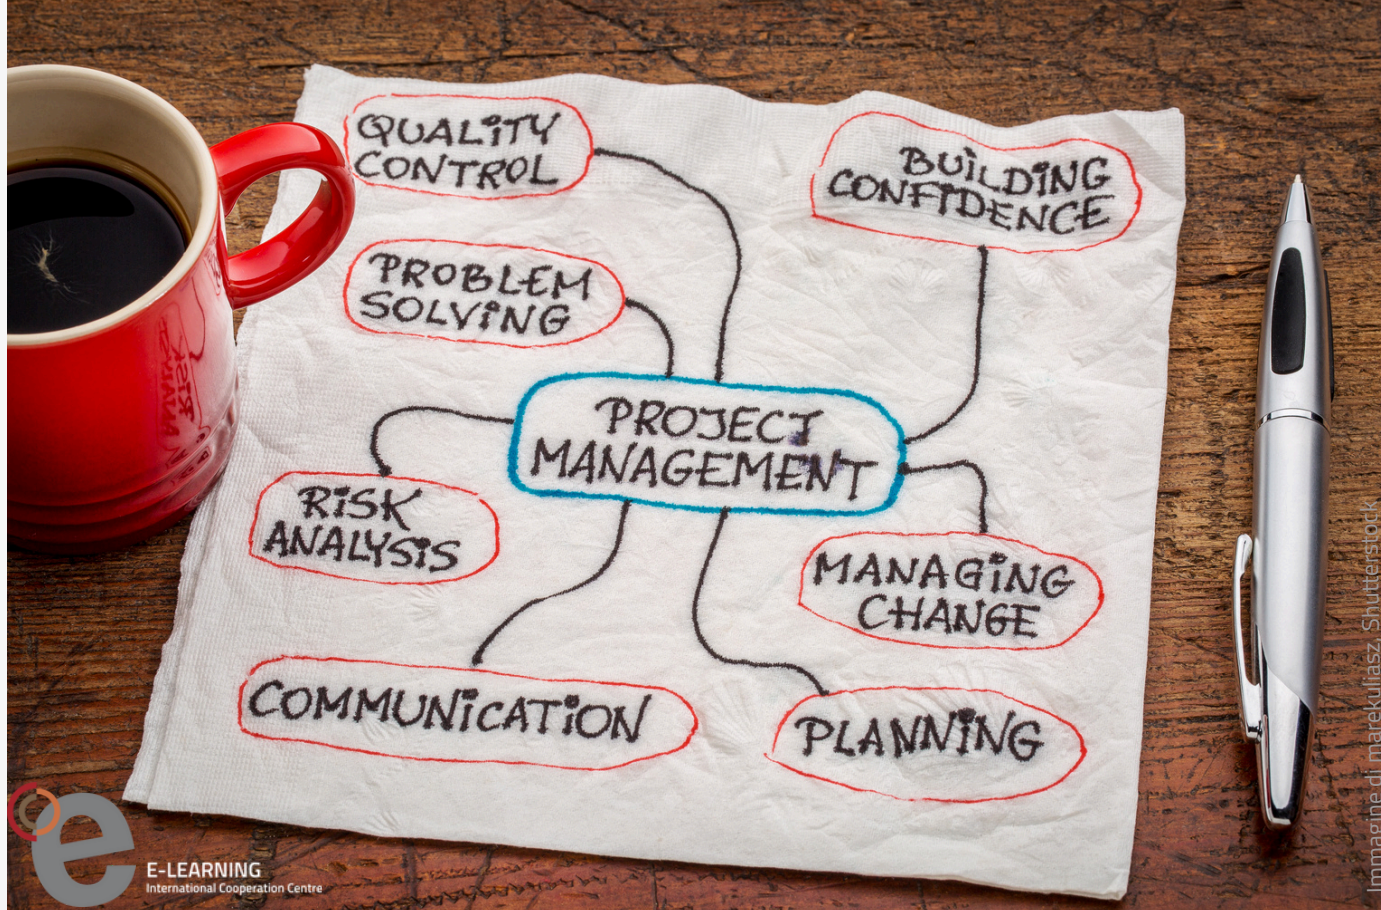 QUALITY
CONTROL
BUILDING
CONFIDENCE
PROBLEM
SOLVING
PROJECT
MANAGEMENT
RISK
ANALYSIS
MANAGING
CHANGE
COMMUNICATION
PLANNING
e
E-LEARNING
International Cooperation Centre
Immagine di marekuliasz Shutterstock